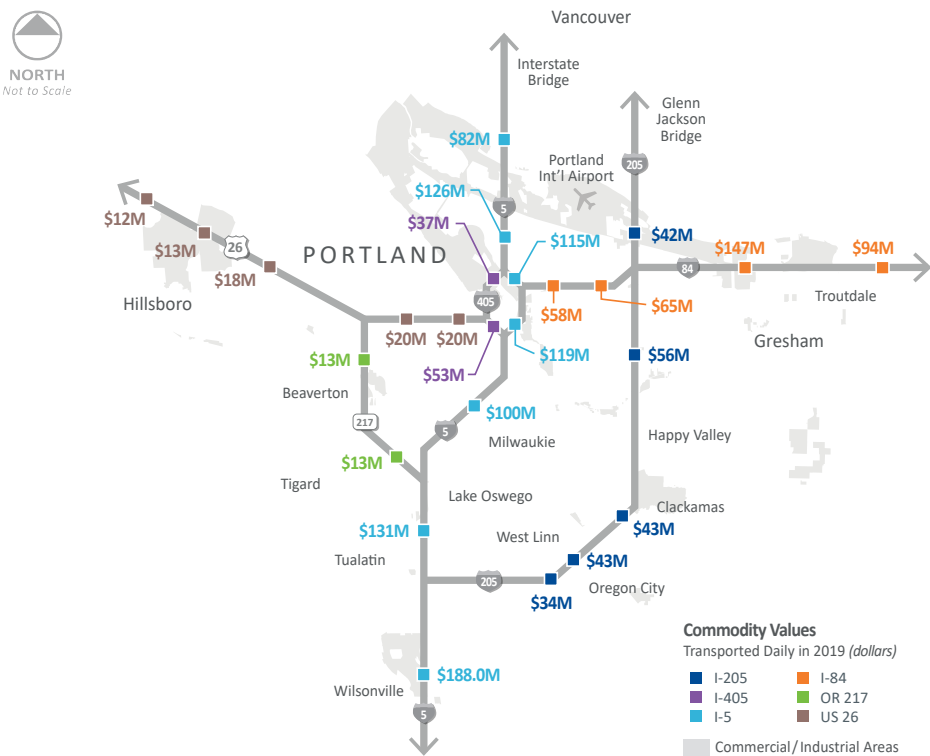 Vancouver
NORTH
Not to Scale
Interstate
Bridge
Glenn
Jackson
Bridge
$82M
Portland
Int'l Airport
205
$126M
5
$12M
$37M
$13M
26
PORTLAND
$115M
$42M
$147M
$94M
$18M
84
Hillsboro
405
Troutdale
$58M
$65M
Gresham
$20M
$20M
$119M
$13M
$53M
$56M
Beaverton
$100M
217
5
Milwaukie
Happy Valley
$13M
Tigard
Lake Oswego
Clackamas
$131M
West Linn
$43M
Tualatin
$43M
205
Oregon City
$34M
Commodity Values
Transported Daily in 2019 (dollars)
I-205
I-84
I-405
OR 217
I-5
US 26
Commercial/Industrial Areas
$188.0M
Wilsonville
5